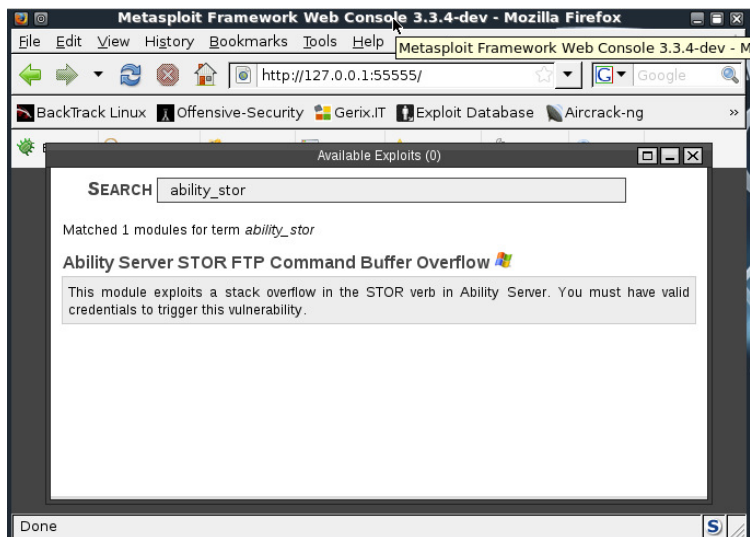 Metasploit Framework Web Console 3.3.4-dev - Mozilla Firefox
File Edit View History Bookmarks Tools Help
Metasploit Framework Web Console 3.3.4-dev - M
http://127.0.0.1:55555/
G Google
BackTrack Linux Offensive-Security Gerix.IT Exploit Database Aircrack-ng »
Available Exploits (0)
SEARCH ability_stor
Matched 1 modules for term ability_stor
Ability Server STOR FTP Command Buffer Overflow
This module exploits a stack overflow in the STOR verb in Ability Server. You must have valid
credentials to trigger this vulnerability.
Done
S